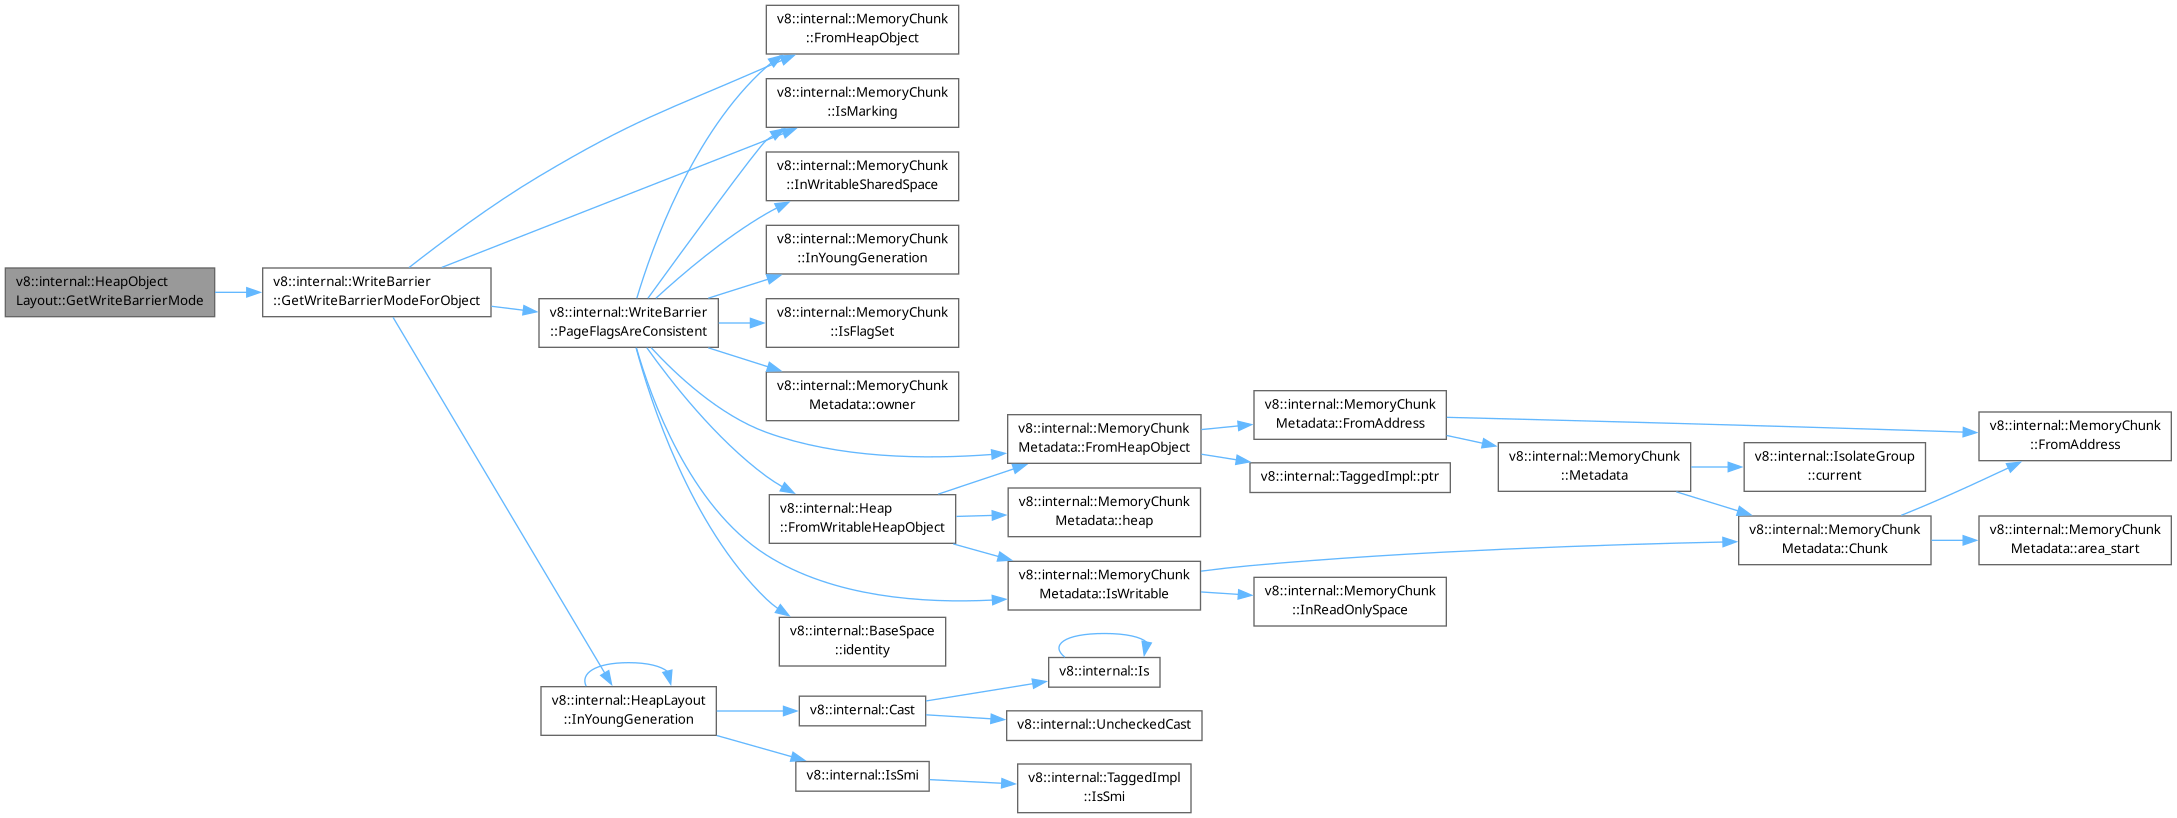 v8::internal::HeapObject
Layout::GetWriteBarrierMode
v8::internal::WriteBarrier
::GetWriteBarrierModeForObject
v8::internal::WriteBarrier
::PageFlagsAreConsistent
v8::internal::HeapLayout
::InYoungGeneration
v8::internal::MemoryChunk
::FromHeapObject
v8::internal::MemoryChunk
::IsMarking
v8::internal::MemoryChunk
::InWritableSharedSpace
v8::internal::MemoryChunk
::InYoungGeneration
v8::internal::MemoryChunk
::IsFlagSet
v8::internal::MemoryChunk
Metadata::owner
v8::internal::Heap
::FromWritableHeapObject
v8::internal::BaseSpace
::identity
v8::internal::Cast
v8::internal::IsSmi
v8::internal::MemoryChunk
Metadata::FromHeapObject
v8::internal::MemoryChunk
Metadata::heap
v8::internal::MemoryChunk
Metadata::IsWritable
v8::internal::Is
v8::internal::UncheckedCast
v8::internal::TaggedImpl
::IsSmi
v8::internal::MemoryChunk
Metadata::FromAddress
v8::internal::TaggedImpl::ptr
v8::internal::MemoryChunk
::InReadOnlySpace
v8::internal::MemoryChunk
::Metadata
v8::internal::IsolateGroup
::current
v8::internal::MemoryChunk
Metadata::Chunk
v8::internal::MemoryChunk
::FromAddress
v8::internal::MemoryChunk
Metadata::area_start